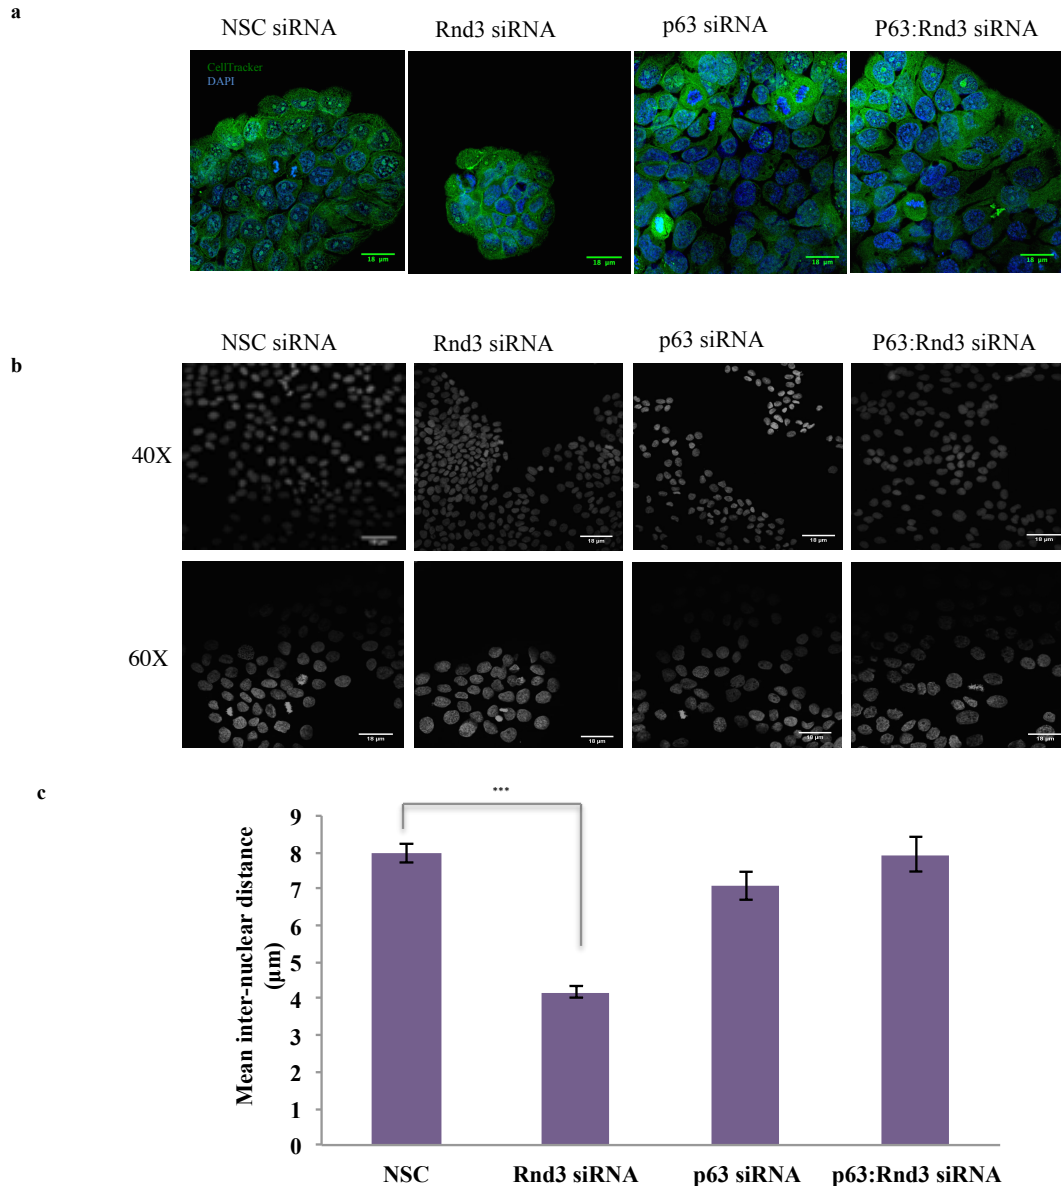 a
NSC siRNA Rnd3 siRNA p63 siRNA P63:Rnd3 siRNA
CellTracker
DAPI
18 µm 18 µm 18 µm 18 µm
b
NSC siRNA Rnd3 siRNA p63 siRNA P63:Rnd3 siRNA
40X
18 µm 18 µm 18 µm 18 µm
60X
18 µm 18 µm 18 µm 18 µm
c
***
Mean inter-nuclear distance
(µm)
9
8
7
6
5
4
3
2
1
0
NSC Rnd3 siRNA p63 siRNA p63:Rnd3 siRNA